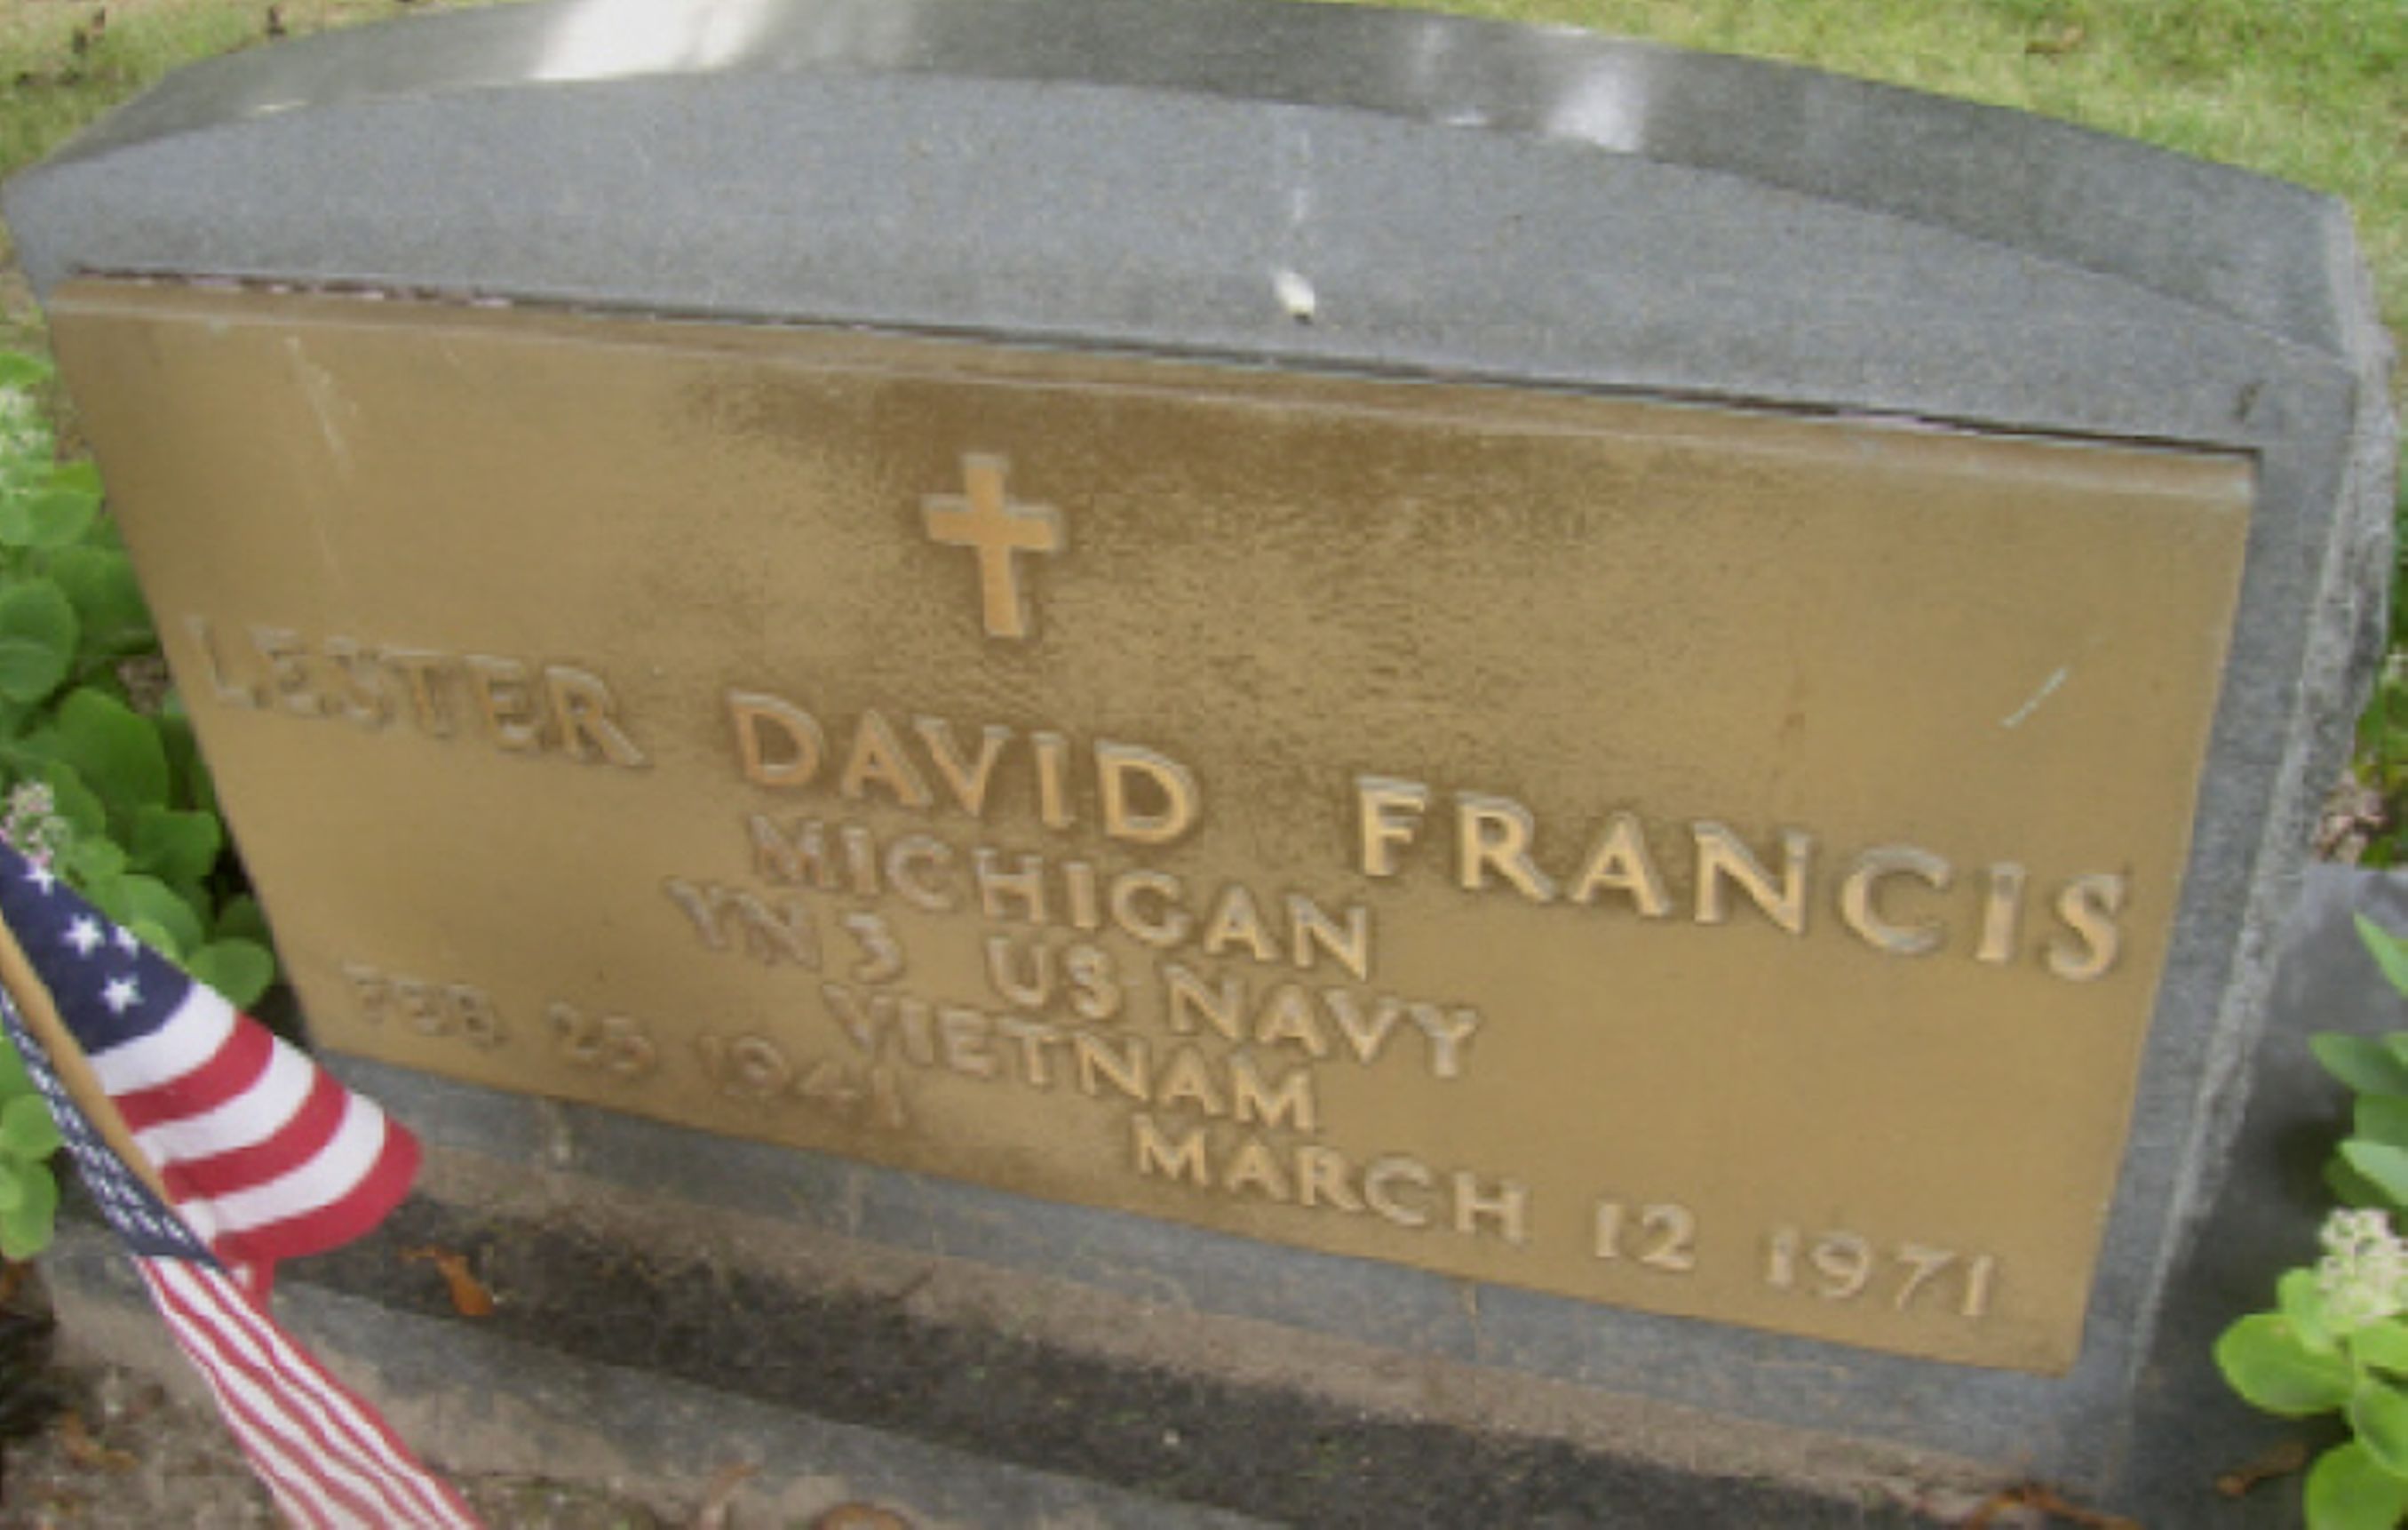 LESTER DAVID FRANCIS
MICHIGAN
YN3 US NAVY
VIETNAM
FEB 25 1941 MARCH 12 1971